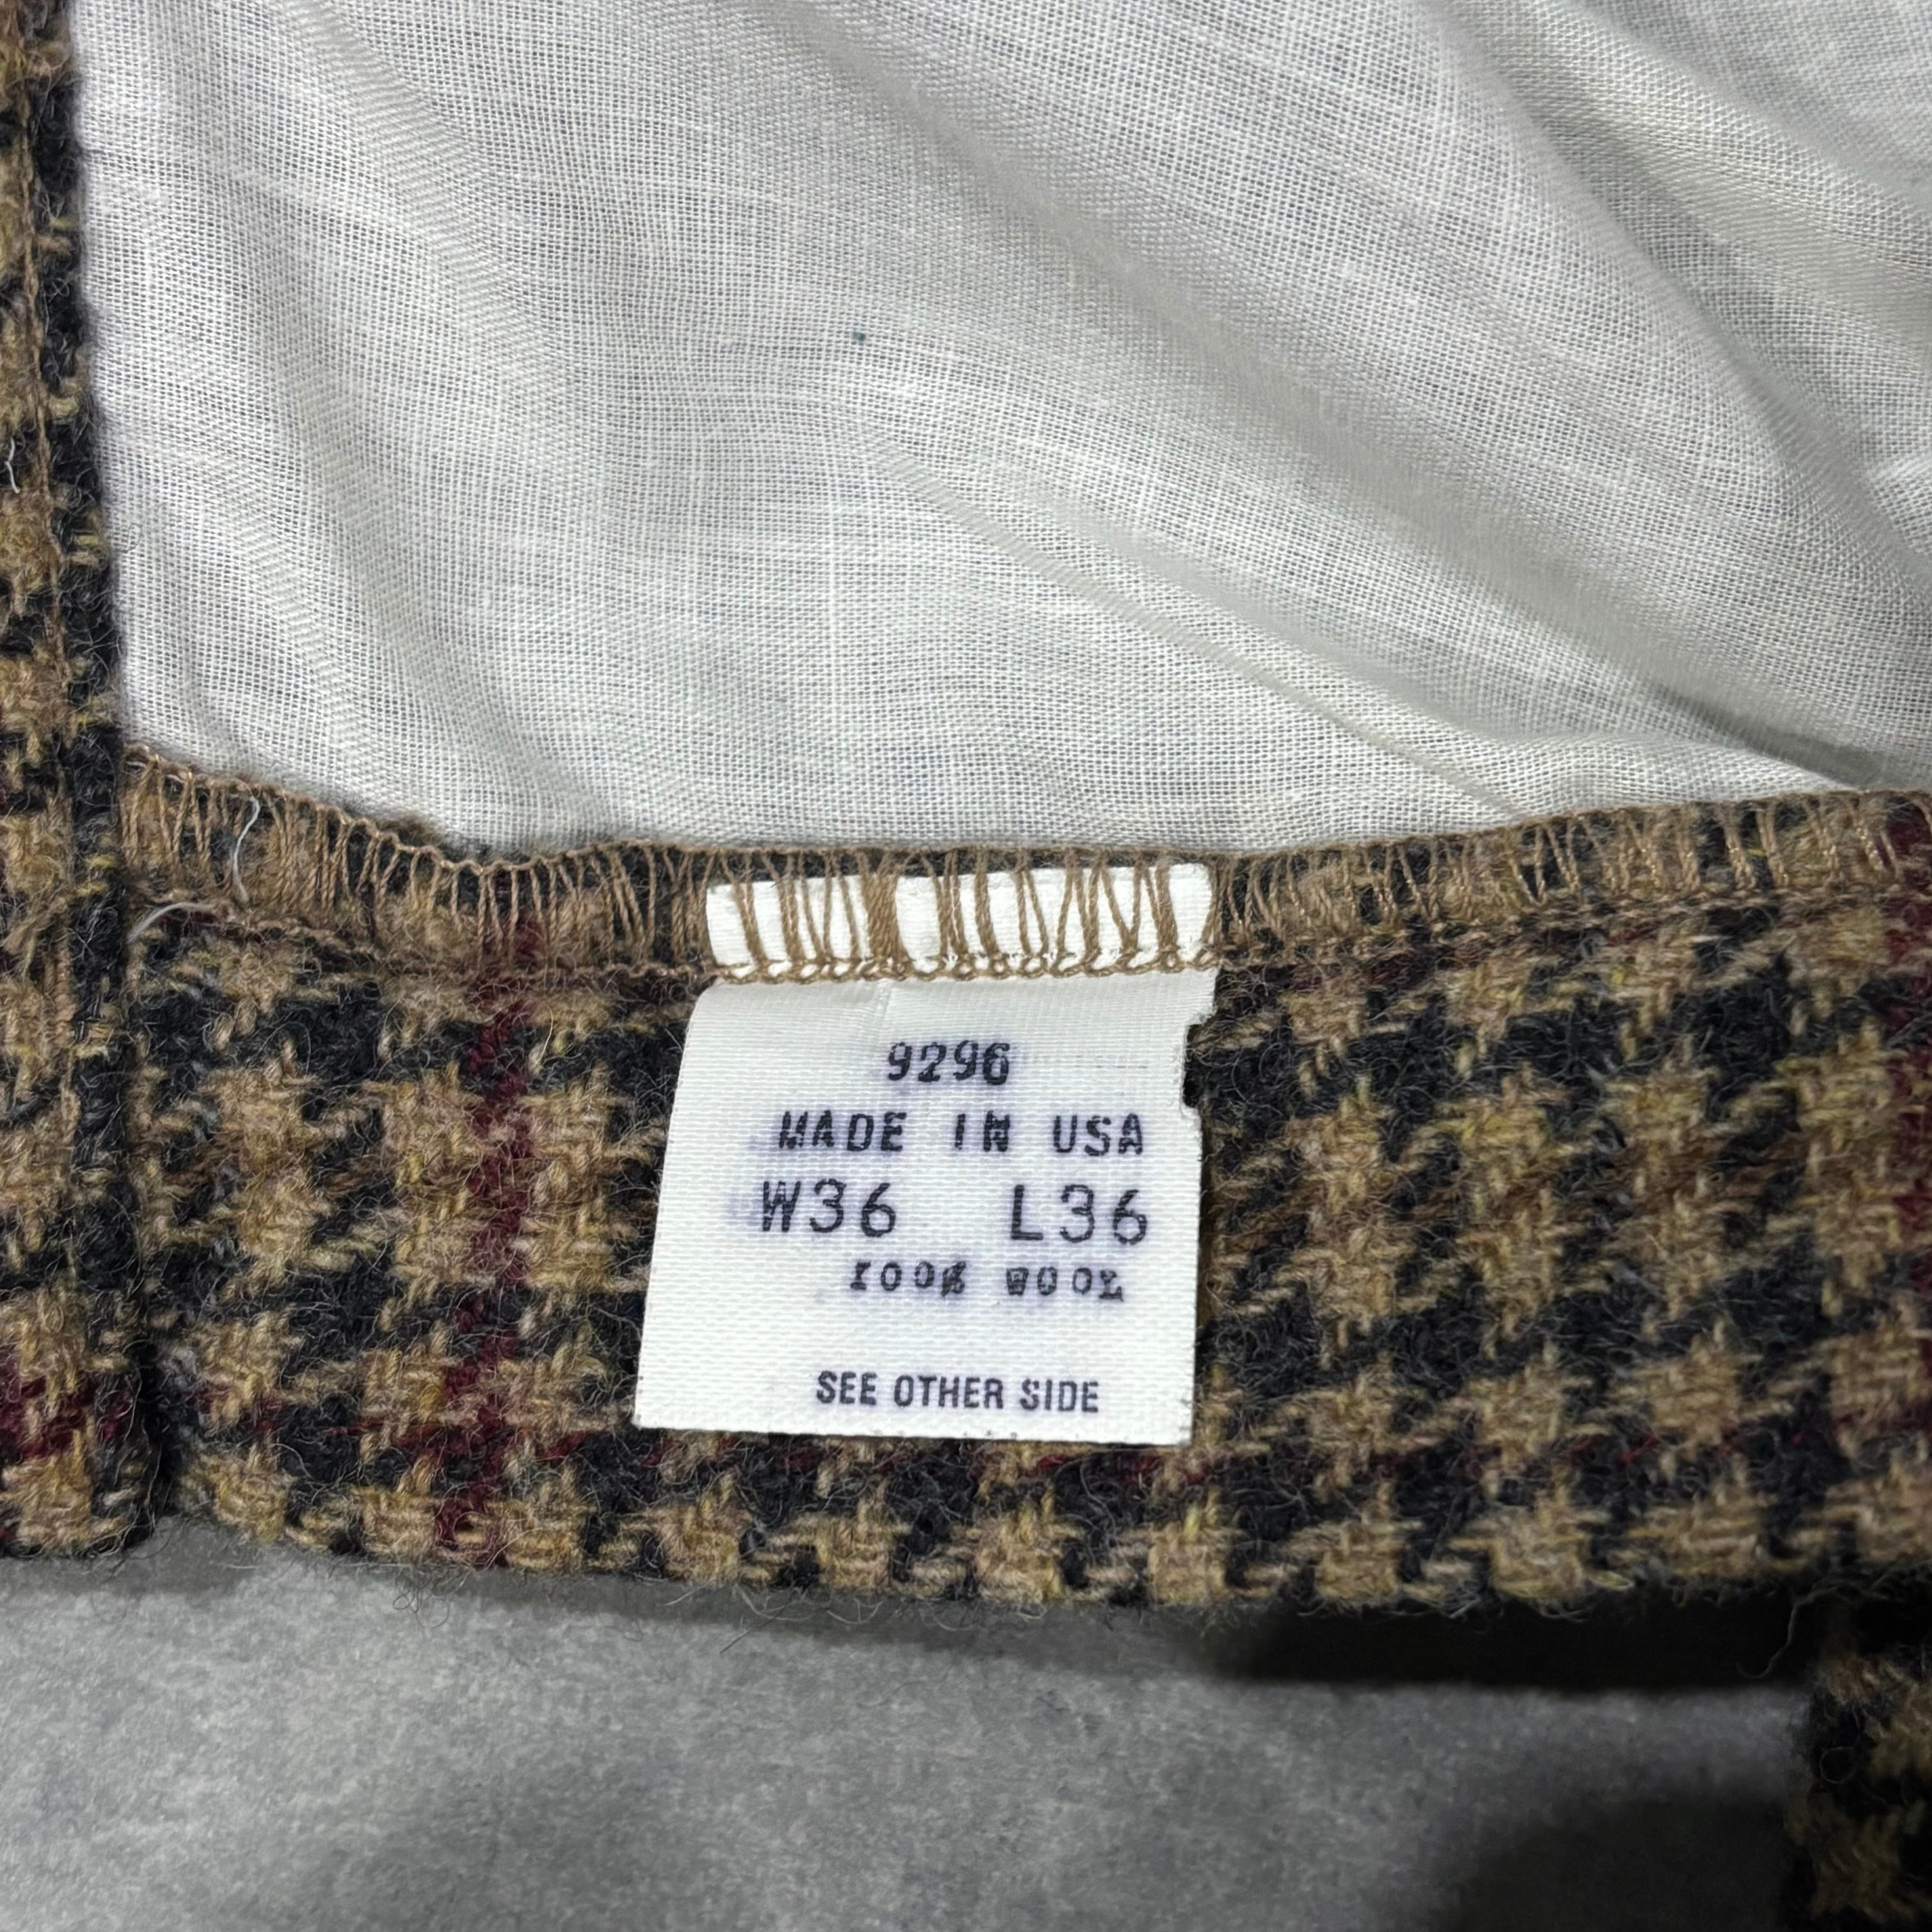 9296
MADE IN USA
W36 L36
100% WOOL
SEE OTHER SIDE